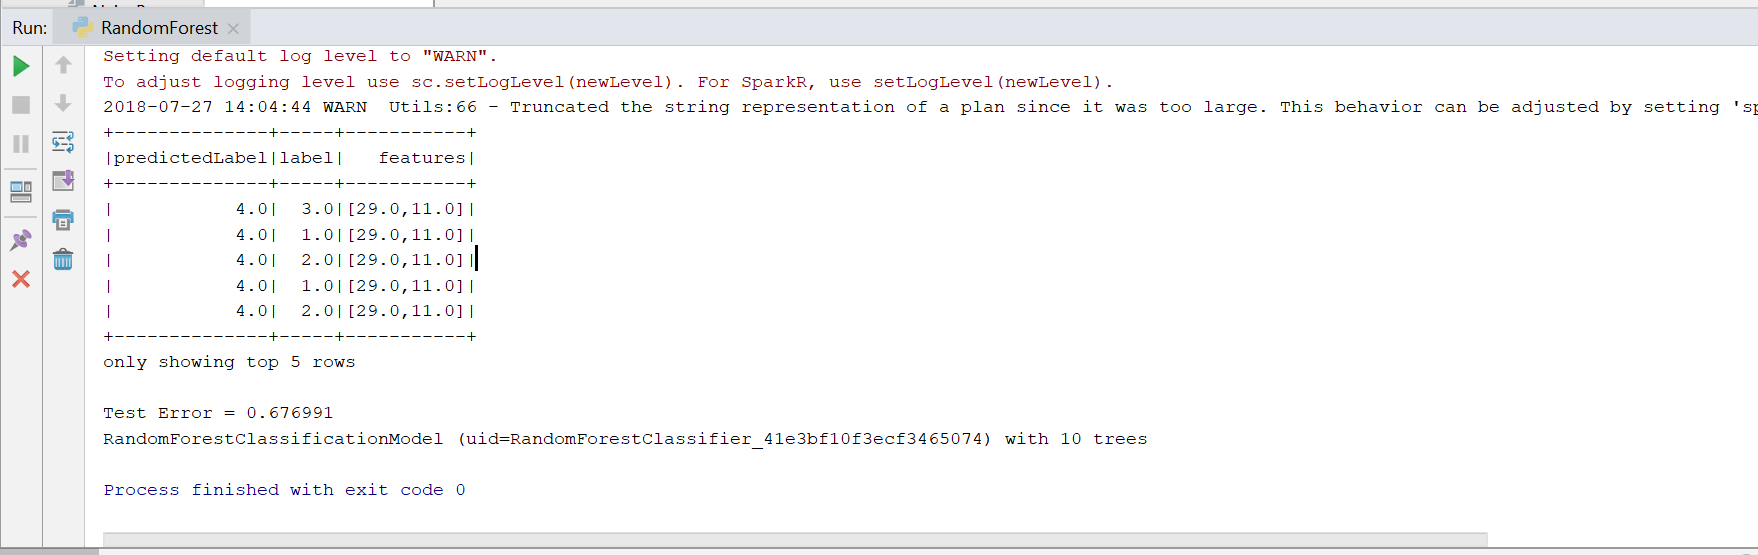 Run: RandomForest
Setting default log level to "WARN".
To adjust logging level use sc.setLogLevel(newLevel). For SparkR, use setLogLevel(newLevel).
2018-07-27 14:04:44 WARN  Utils:66 - Truncated the string representation of a plan since it was too large. This behavior can be adjusted by setting 'sp
+--------------+-----+-----------+
|predictedLabel|label|   features|
+--------------+-----+-----------+
|           4.0|  3.0|[29.0,11.0]|
|           4.0|  1.0|[29.0,11.0]|
|           4.0|  2.0|[29.0,11.0]|
|           4.0|  1.0|[29.0,11.0]|
|           4.0|  2.0|[29.0,11.0]|
+--------------+-----+-----------+
only showing top 5 rows
Test Error = 0.676991
RandomForestClassificationModel (uid=RandomForestClassifier_41e3bf10f3ecf3465074) with 10 trees
Process finished with exit code 0